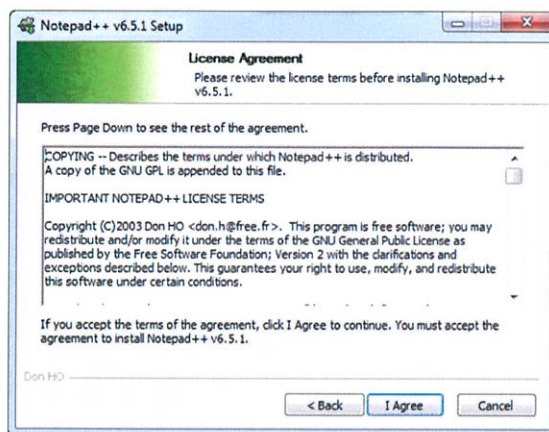 Notepad++ v6.5.1 Setup
License Agreement
Please review the license terms before installing Notepad++
v6.5.1.
Press Page Down to see the rest of the agreement.
COPYING -- Describes the terms under which Notepad++ is distributed.
A copy of the GNU GPL is appended to this file.
IMPORTANT NOTEPAD++ LICENSE TERMS
Copyright (C)2003 Don HO <don.h@free.fr>. This program is free software; you may
redistribute and/or modify it under the terms of the GNU General Public License as
published by the Free Software Foundation; Version 2 with the clarifications and
exceptions described below. This guarantees your right to use, modify, and redistribute
this software under certain conditions.
If you accept the terms of the agreement, click I Agree to continue. You must accept the
agreement to install Notepad++ v6.5.1.
Don HO
< Back
I Agree
Cancel